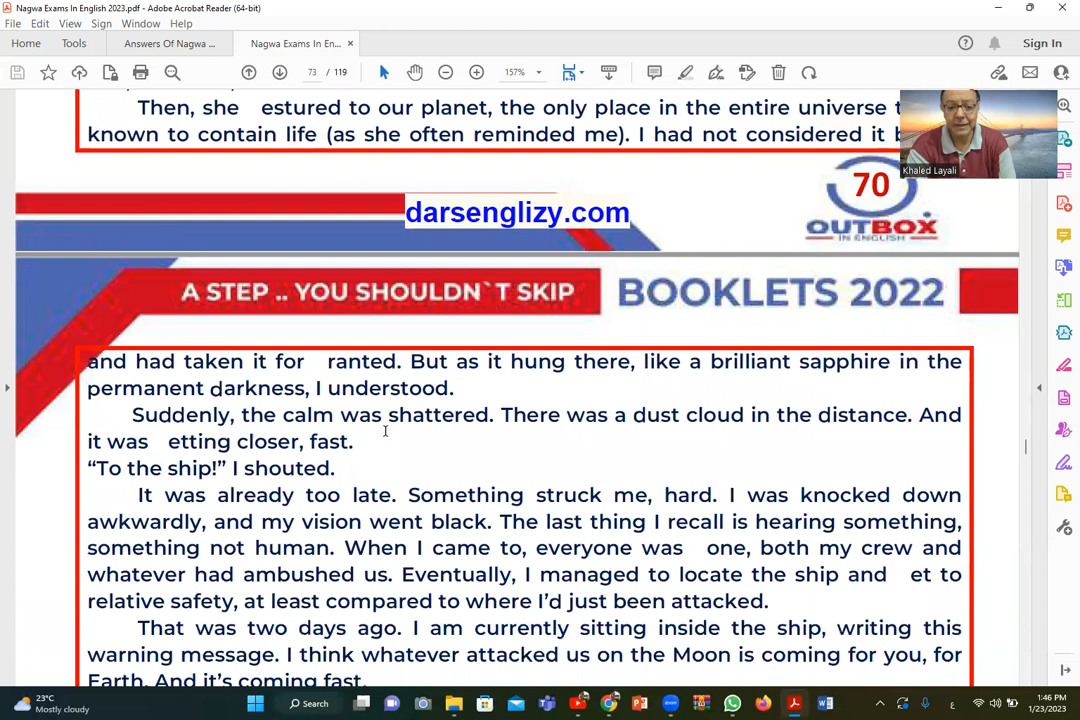 Nagwa Exams In English 2023.pdf - Adobe Acrobat Reader (64-bit)
File Edit View Sign Window Help
Home Tools Answers Of Nagwa ... Nagwa Exams In En... × Sign In
73 / 119 157%
Then, she estured to our planet, the only place in the entire universe
known to contain life (as she often reminded me). I had not considered it
Khaled Layali
70
darsenglizy.com
OUTBOX
IN ENGLISH
A STEP .. YOU SHOULDN`T SKIP BOOKLETS 2022
and had taken it for ranted. But as it hung there, like a brilliant sapphire in the
permanent darkness, I understood.
Suddenly, the calm was shattered. There was a dust cloud in the distance. And
it was etting closer, fast.
“To the ship!” I shouted.
It was already too late. Something struck me, hard. I was knocked down
awkwardly, and my vision went black. The last thing I recall is hearing something,
something not human. When I came to, everyone was one, both my crew and
whatever had ambushed us. Eventually, I managed to locate the ship and et to
relative safety, at least compared to where I’d just been attacked.
That was two days ago. I am currently sitting inside the ship, writing this
warning message. I think whatever attacked us on the Moon is coming for you, for
Earth. And it’s coming fast.
23°C
Mostly cloudy
Search
1:46 PM
1/23/2023